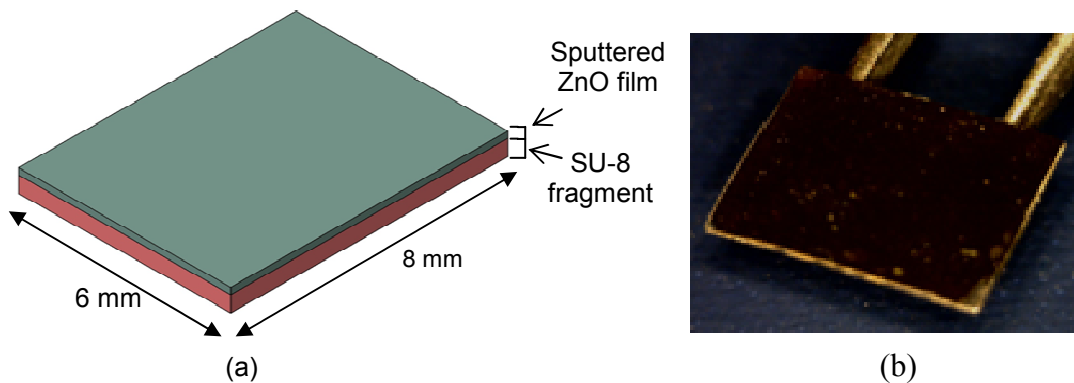 Sputtered
ZnO film
SU-8
fragment
8 mm
6 mm
(a)
(b)